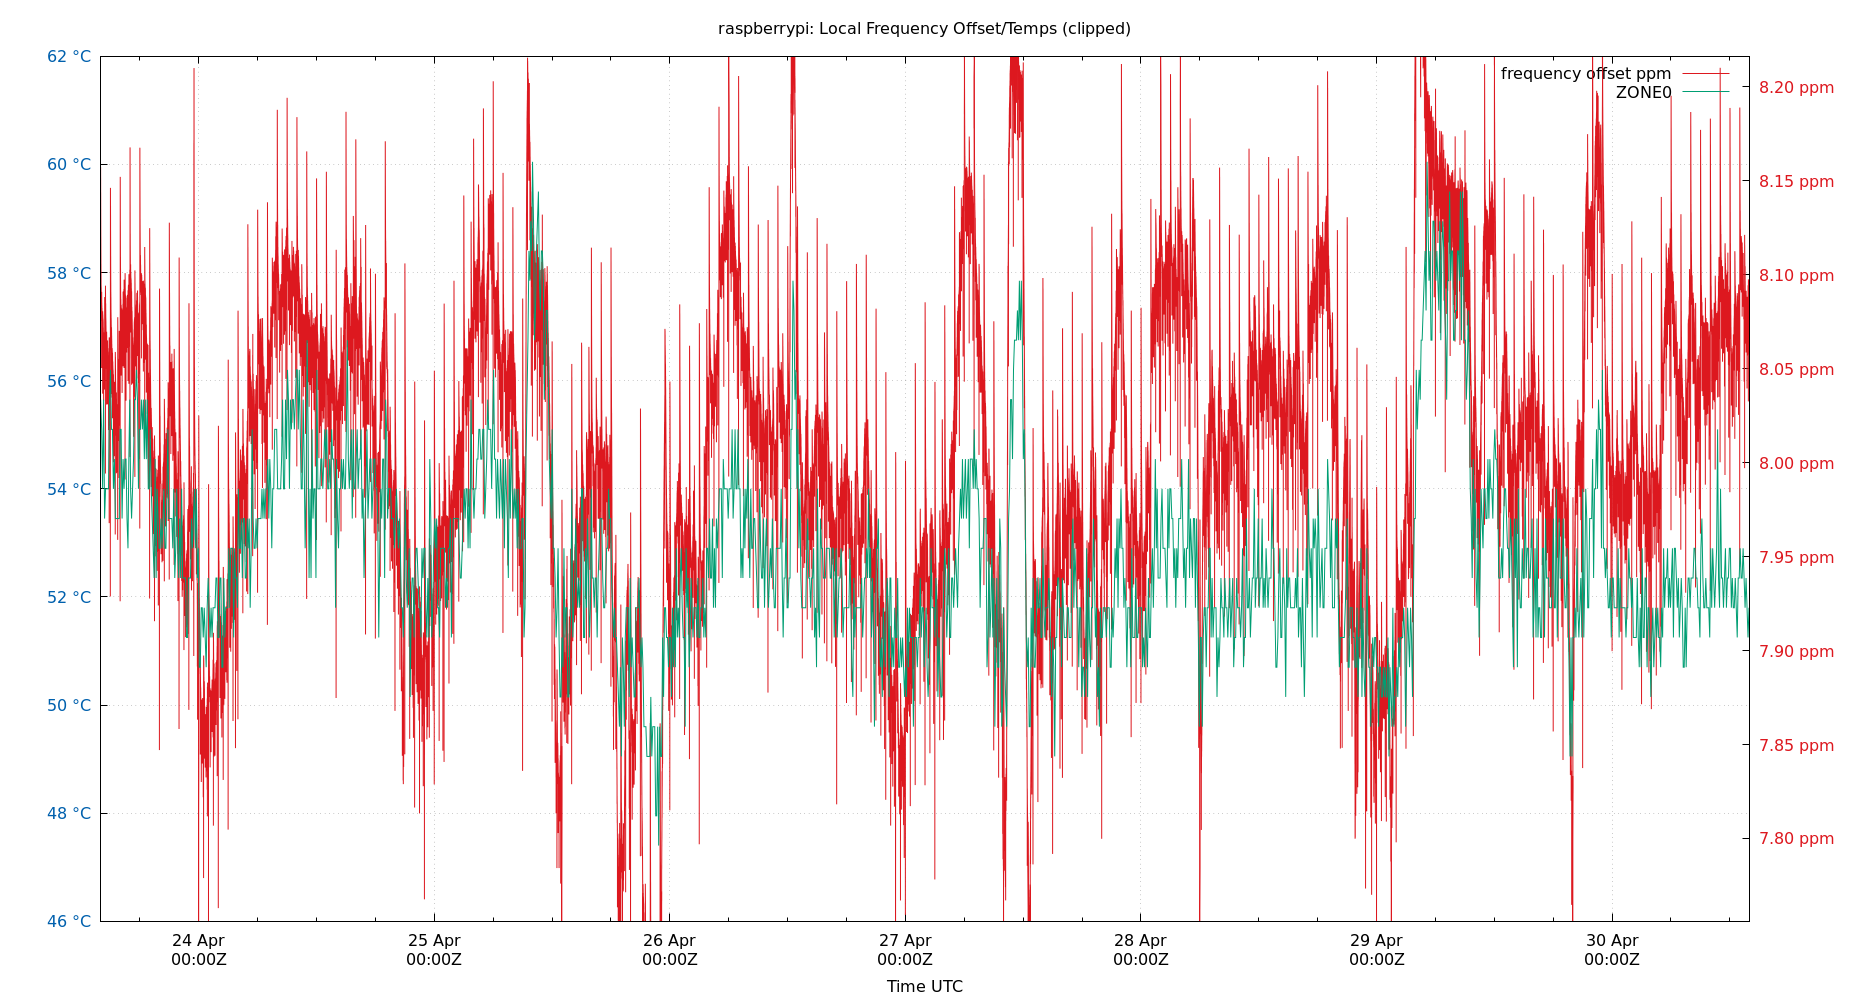 raspberrypi: Local Frequency Offset/Temps (clipped)
62 °C
60 °C
58 °C
56 °C
54 °C
52 °C
50 °C
48 °C
46 °C
frequency offset ppm
ZONE0
8.20 ppm
8.15 ppm
8.10 ppm
8.05 ppm
8.00 ppm
7.95 ppm
7.90 ppm
7.85 ppm
7.80 ppm
24 Apr
00:00Z
25 Apr
00:00Z
26 Apr
00:00Z
27 Apr
00:00Z
28 Apr
00:00Z
29 Apr
00:00Z
30 Apr
00:00Z
Time UTC